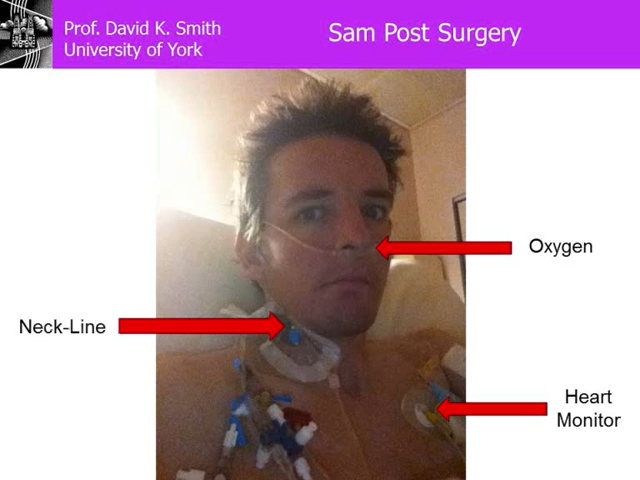 Prof. David K. Smith
University of York
Sam Post Surgery
Oxygen
Neck-Line
Heart
Monitor